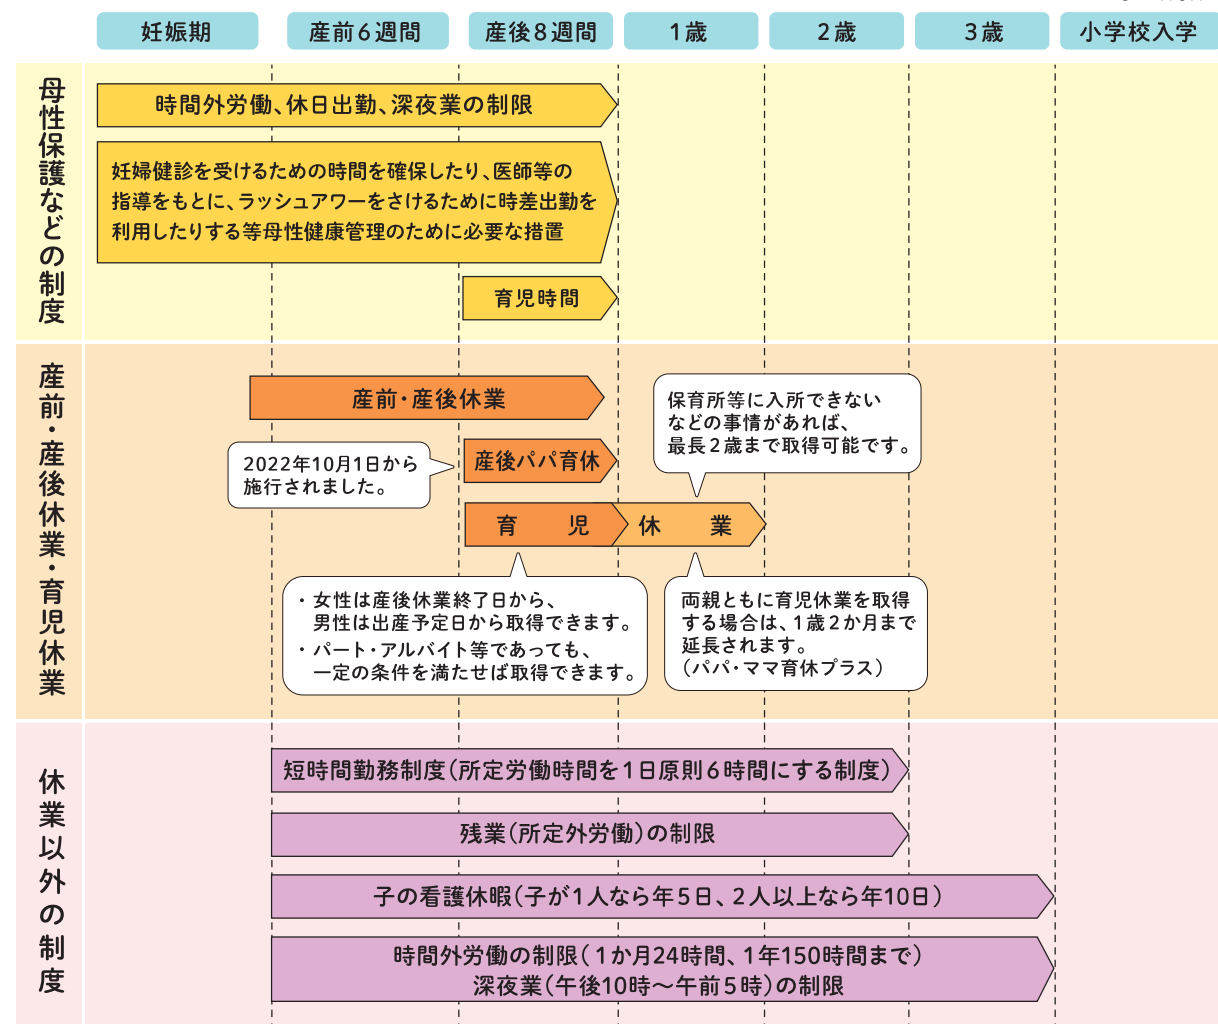 妊娠期
産前6週間
産後8週間
1歳
2歳
3歳
小学校入学
母性保護などの制度
時間外労働、休日出勤、深夜業の制限
妊婦健診を受けるための時間を確保したり、医師等の
指導をもとに、ラッシュアワーをさけるために時差出勤を
利用したりする等母性健康管理のために必要な措置
育児時間
産前・産後休業・育児休業
産前・産後休業
2022年10月1日から
施行されました。
産後パパ育休
保育所等に入所できない
などの事情があれば、
最長2歳まで取得可能です。
育児休業
・女性は産後休業終了日から、
男性は出産予定日から取得できます。
・パート・アルバイト等であっても、
一定の条件を満たせば取得できます。
両親ともに育児休業を取得
する場合は、1歳2か月まで
延長されます。
(パパ・ママ育休プラス)
休業以外の制度
短時間勤務制度(所定労働時間を1日原則6時間にする制度)
残業(所定外労働)の制限
子の看護休暇(子が1人なら年5日、2人以上なら年10日)
時間外労働の制限(1か月24時間、1年150時間まで)
深夜業(午後10時〜午前5時)の制限